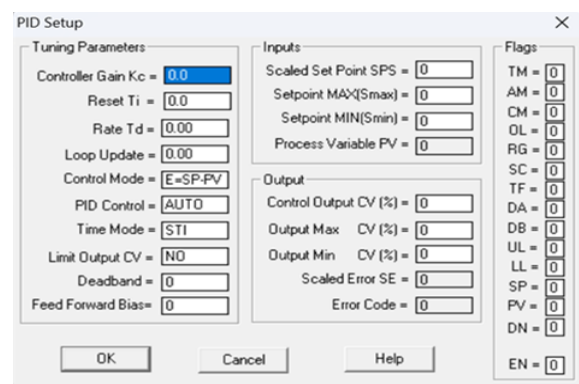 PID Setup
Tuning Parameters
Controller Gain Kc = 0.0
Reset Ti = 0.0
Rate Td = 0.00
Loop Update = 0.00
Control Mode = E=SP-PV
PID Control = AUTO
Time Mode = STI
Limit Output CV = NO
Deadband = 0
Feed Forward Bias= 0
Inputs
Scaled Set Point SPS = 0
Setpoint MAX(Smax) = 0
Setpoint MIN(Smin) = 0
Process Variable PV = 0
Output
Control Output CV (%) = 0
Output Max CV (%) = 0
Output Min CV (%) = 0
Scaled Error SE = 0
Error Code = 0
Flags
TM = 0
AM = 0
CM = 0
OL = 0
RG = 0
SC = 0
TF = 0
DA = 0
DB = 0
UL = 0
LL = 0
SP = 0
PV = 0
DN = 0
EN = 0
OK
Cancel
Help